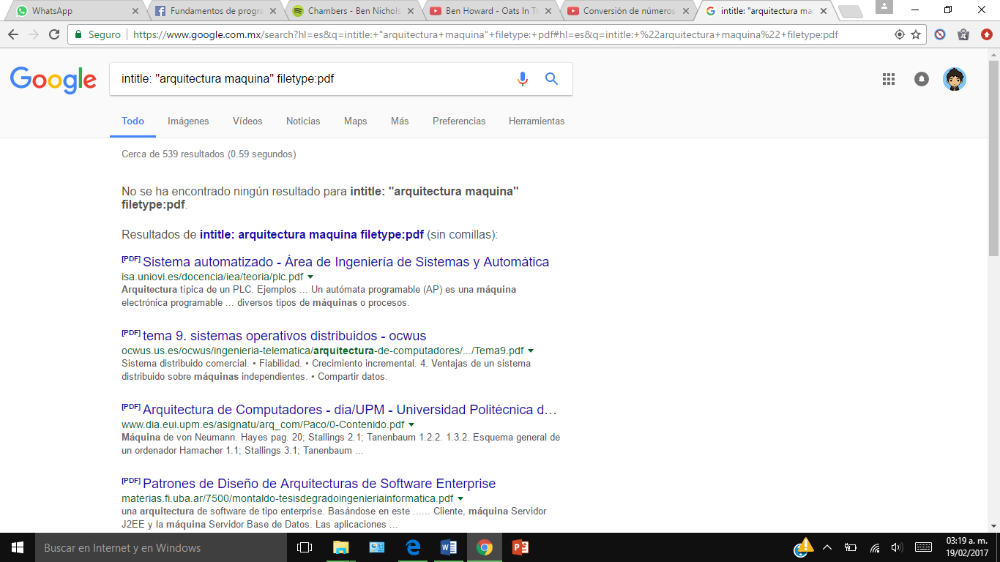 WhatsApp
Fundamentos de progra
Chambers - Ben Nichols
Ben Howard - Oats In T
Conversión de números
intitle: "arquitectura ma
Seguro
https://www.google.com.mx/search?hl=es&q=intitle:+"arquitectura+maquina"+filetype:+pdf#hl=es&q=intitle:+%22arquitectura+maquina%22+filetype:pdf
Google
intitle: "arquitectura maquina" filetype:pdf
Todo Imágenes Vídeos Noticias Maps Más Preferencias Herramientas
Cerca de 539 resultados (0.59 segundos)
No se ha encontrado ningún resultado para intitle: "arquitectura maquina"
filetype:pdf.
Resultados de intitle: arquitectura maquina filetype:pdf (sin comillas):
[PDF] Sistema automatizado - Área de Ingeniería de Sistemas y Automática
isa.uniovi.es/docencia/iea/teoria/plc.pdf
Arquitectura típica de un PLC. Ejemplos ... Un autómata programable (AP) es una máquina
electrónica programable ... diversos tipos de máquinas o procesos.
[PDF] tema 9. sistemas operativos distribuidos - ocwus
ocwus.us.es/ocwus/ingenieria-telematica/arquitectura-de-computadores/.../Tema9.pdf
Sistema distribuido comercial. • Fiabilidad. • Crecimiento incremental. 4. Ventajas de un sistema
distribuido sobre máquinas independientes. • Compartir datos.
[PDF] Arquitectura de Computadores - dia/UPM - Universidad Politécnica d...
www.dia.eui.upm.es/asignatu/arq_com/Paco/0-Contenido.pdf
Máquina de von Neumann. Hayes pag. 20; Stallings 2.1; Tanenbaum 1.2.2. 1.3.2. Esquema general de
un ordenador Hamacher 1.1; Stallings 3.1; Tanenbaum ...
[PDF] Patrones de Diseño de Arquitecturas de Software Enterprise
materias.fi.uba.ar/7500/montaldo-tesisdegradoingenieriainformatica.pdf
una arquitectura de software de tipo enterprise. Basándose en este ...... Cliente, máquina Servidor
J2EE y la máquina Servidor Base de Datos. Las aplicaciones ...
Buscar en Internet y en Windows
03:19 a. m.
19/02/2017